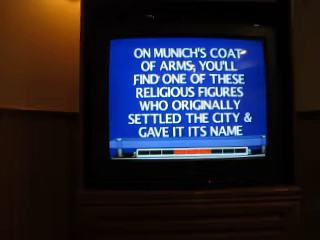 ON MUNICH'S COAT
OF ARMS, YOU'LL
FIND ONE OF THESE
RELIGIOUS FIGURES
WHO ORIGINALLY
SETTLED THE CITY &
GAVE IT ITS NAME